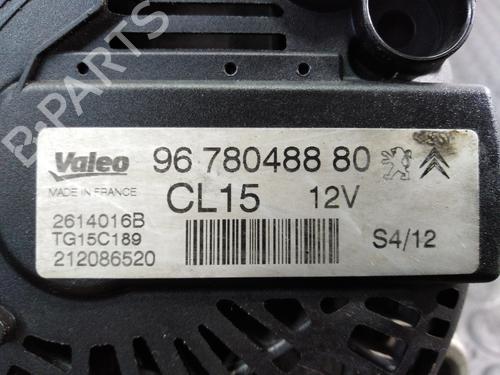 Valeo 96 780488 80
MADE IN FRANCE
CL15 12V
2614016B
TG15C189
212086520
S4/12
B-PARTS